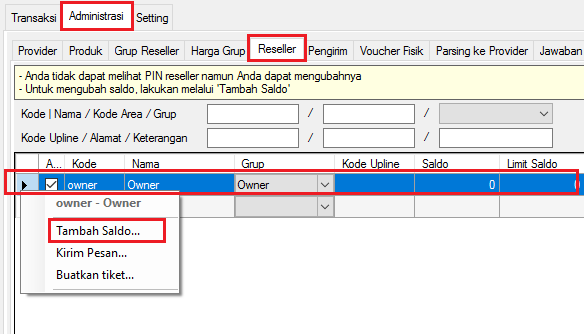 Transaksi Administrasi Setting
Provider Produk Grup Reseller Harga Grup Reseller Pengirim Voucher Fisik Parsing ke Provider Jawaban
- Anda tidak dapat melihat PIN reseller namun Anda dapat mengubahnya
- Untuk mengubah saldo, lakukan melalui 'Tambah Saldo'
Kode | Nama / Kode Area / Grup / /
Kode Upline / Alamat / Keterangan / /
A... Kode Nama Grup Kode Upline Saldo Limit Saldo
owner Owner Owner 0 0
owner - Owner
Tambah Saldo...
Kirim Pesan...
Buatkan tiket...